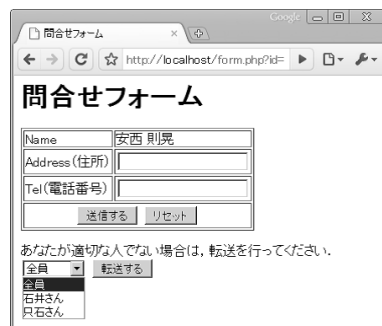 Google
問合せフォーム
http://localhost/form.php?id=
問合せフォーム
Name 安西 則晃
Address(住所)
Tel(電話番号)
送信する リセット
あなたが適切な人でない場合は，転送を行ってください．
全員 転送する
全員
石井さん
只石さん